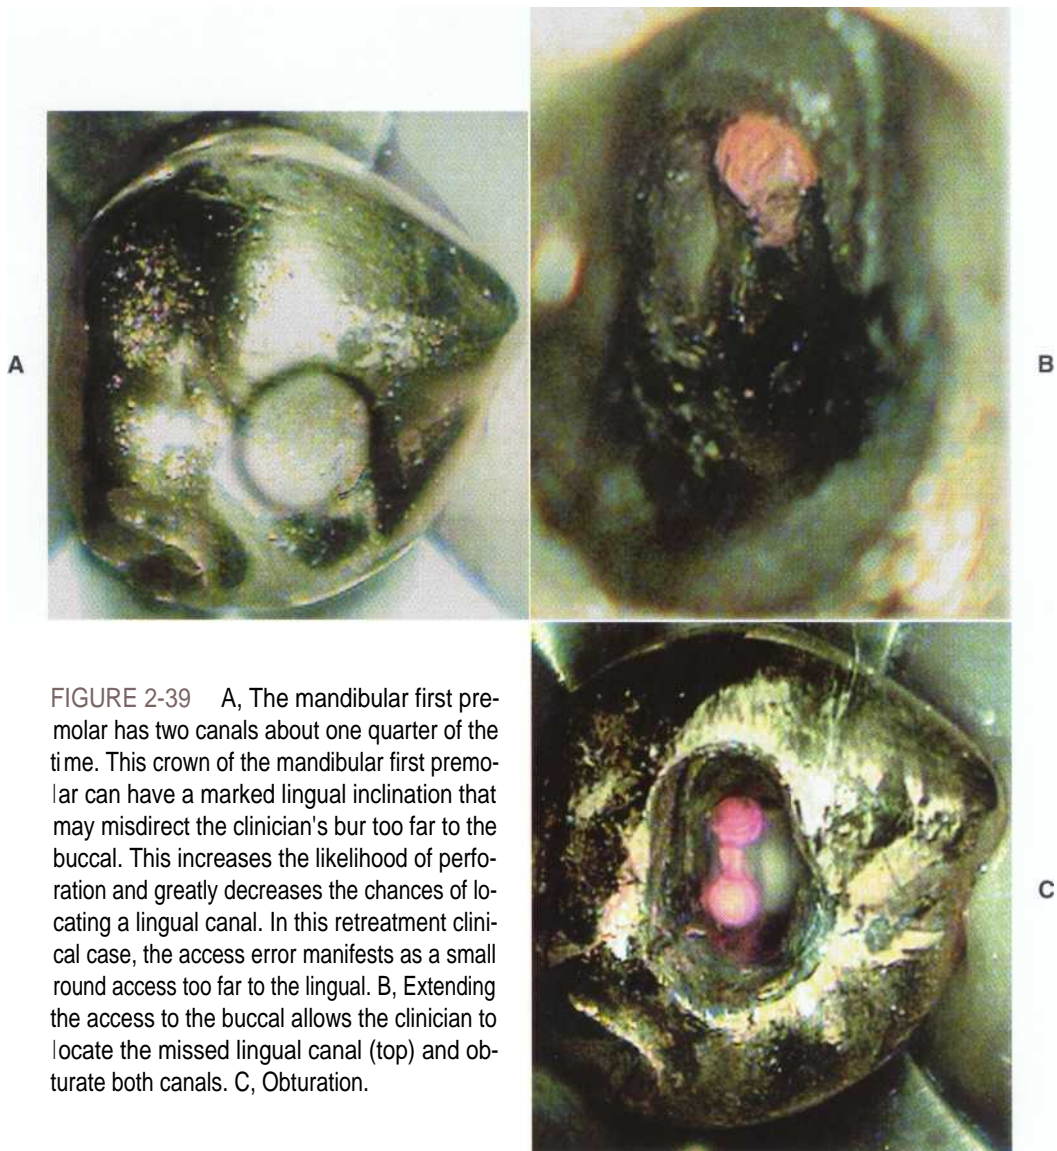 A
B
C
FIGURE 2-39 A, The mandibular first pre-
molar has two canals about one quarter of the
time. This crown of the mandibular first premo-
lar can have a marked lingual inclination that
may misdirect the clinician's bur too far to the
buccal. This increases the likelihood of perfo-
ration and greatly decreases the chances of lo-
cating a lingual canal. In this retreatment clini-
cal case, the access error manifests as a small
round access too far to the lingual. B, Extending
the access to the buccal allows the clinician to
locate the missed lingual canal (top) and ob-
turate both canals. C, Obturation.